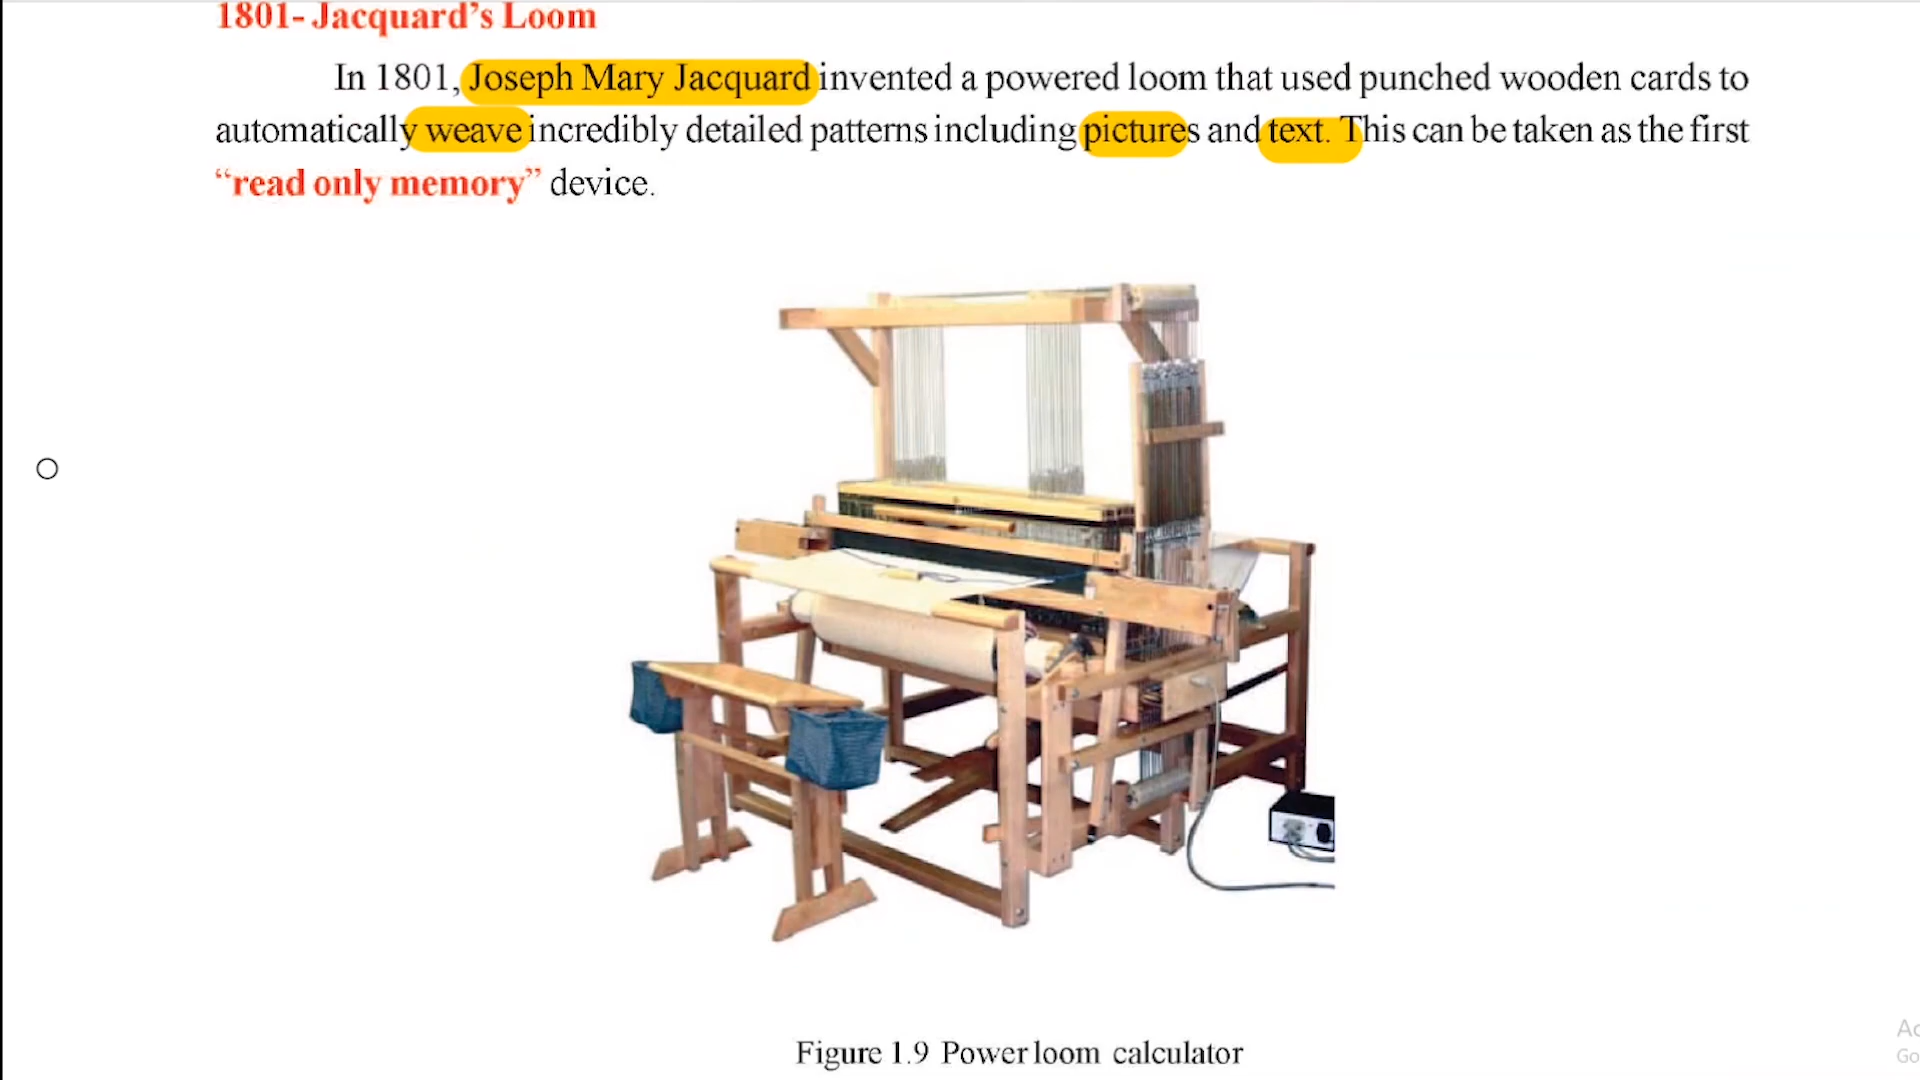 1801- Jacquard’s Loom
In 1801, Joseph Mary Jacquard invented a powered loom that used punched wooden cards to
automatically weave incredibly detailed patterns including pictures and text. This can be taken as the first
“read only memory” device.
Figure 1.9 Power loom calculator